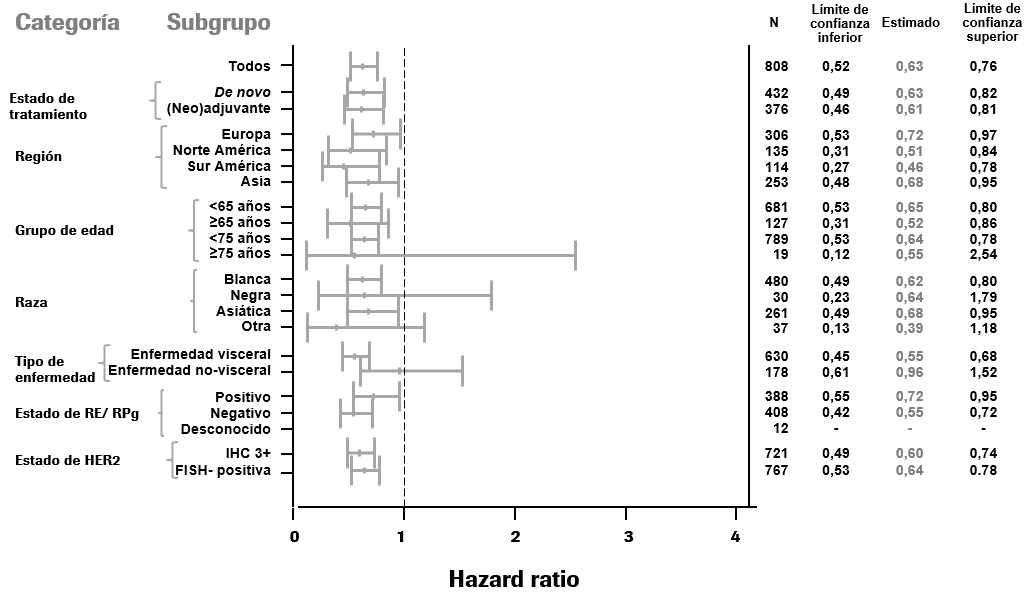 Categoría Subgrupo N Límite de confianza inferior Estimado Límite de confianza superior
Todos 808 0,52 0,63 0,76
Estado de tratamiento
De novo 432 0,49 0,63 0,82
(Neo)adjuvante 376 0,46 0,61 0,81
Región
Europa 306 0,53 0,72 0,97
Norte América 135 0,31 0,51 0,84
Sur América 114 0,27 0,46 0,78
Asia 253 0,48 0,68 0,95
Grupo de edad
<65 años 681 0,53 0,65 0,80
≥65 años 127 0,31 0,52 0,86
<75 años 789 0,53 0,64 0,78
≥75 años 19 0,12 0,55 2,54
Raza
Blanca 480 0,49 0,62 0,80
Negra 30 0,23 0,64 1,79
Asiática 261 0,49 0,68 0,95
Otra 37 0,13 0,39 1,18
Tipo de enfermedad
Enfermedad visceral 630 0,45 0,55 0,68
Enfermedad no-visceral 178 0,61 0,96 1,52
Estado de RE/ RPg
Positivo 388 0,55 0,72 0,95
Negativo 408 0,42 0,55 0,72
Desconocido 12 - - -
Estado de HER2
IHC 3+ 721 0,49 0,60 0,74
FISH- positiva 767 0,53 0,64 0.78
0 1 2 3 4
Hazard ratio